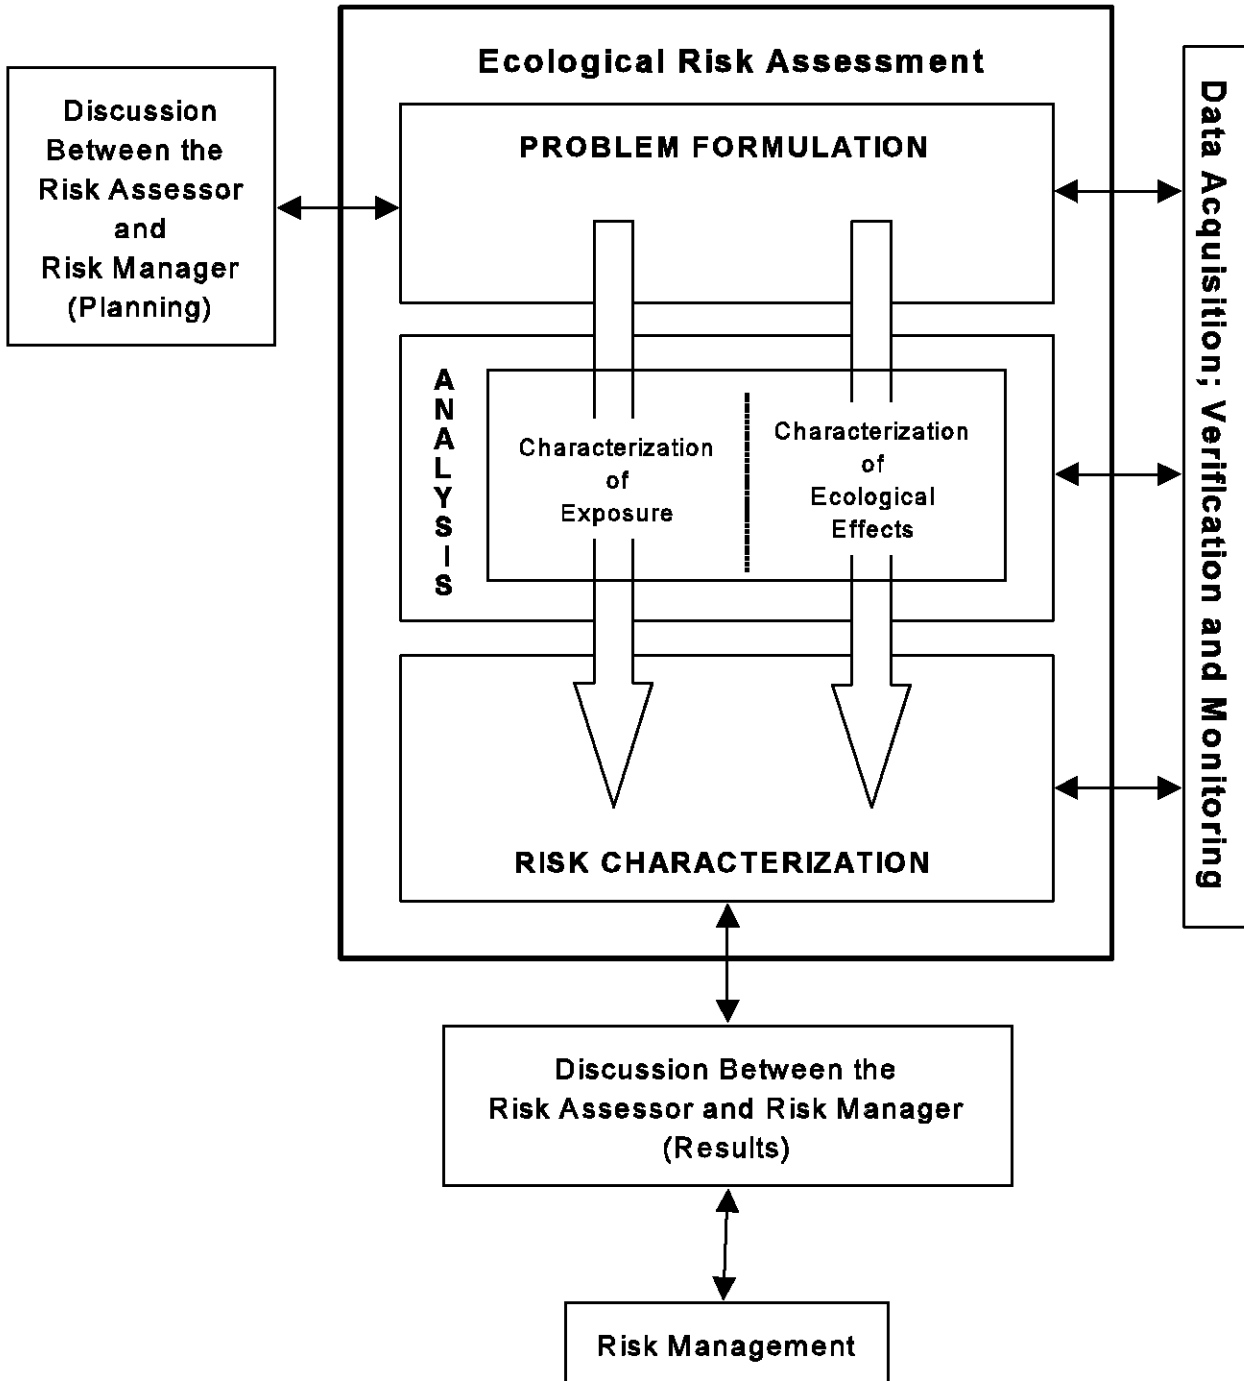 Ecological Risk Assessment
Discussion
Between the
Risk Assessor
and
Risk Manager
(Planning)
PROBLEM FORMULATION
ANALYSIS
Characterization
of
Exposure
Characterization
of
Ecological
Effects
RISK CHARACTERIZATION
Data Acquisition; Verification and Monitoring
Discussion Between the
Risk Assessor and Risk Manager
(Results)
Risk Management